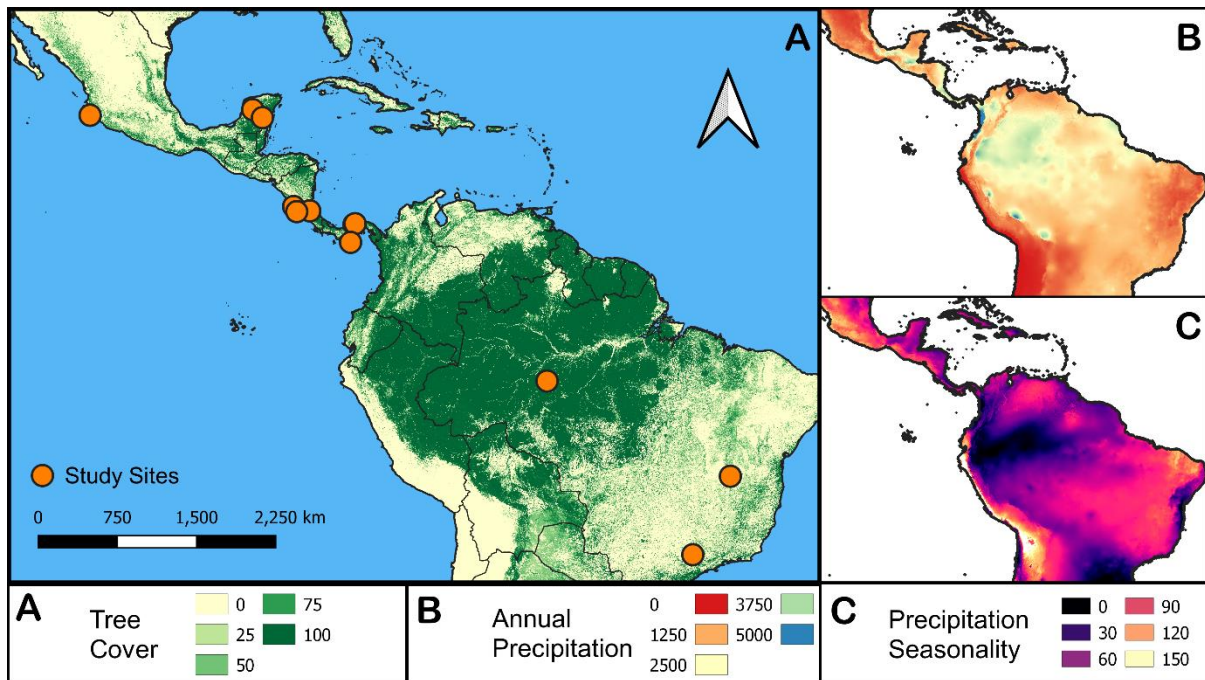 A
B
C
Study Sites
0 750 1,500 2,250 km
A
Tree
Cover
0 75
25 100
50
B
Annual
Precipitation
0 3750
1250 5000
2500
C
Precipitation
Seasonality
0 90
30 120
60 150